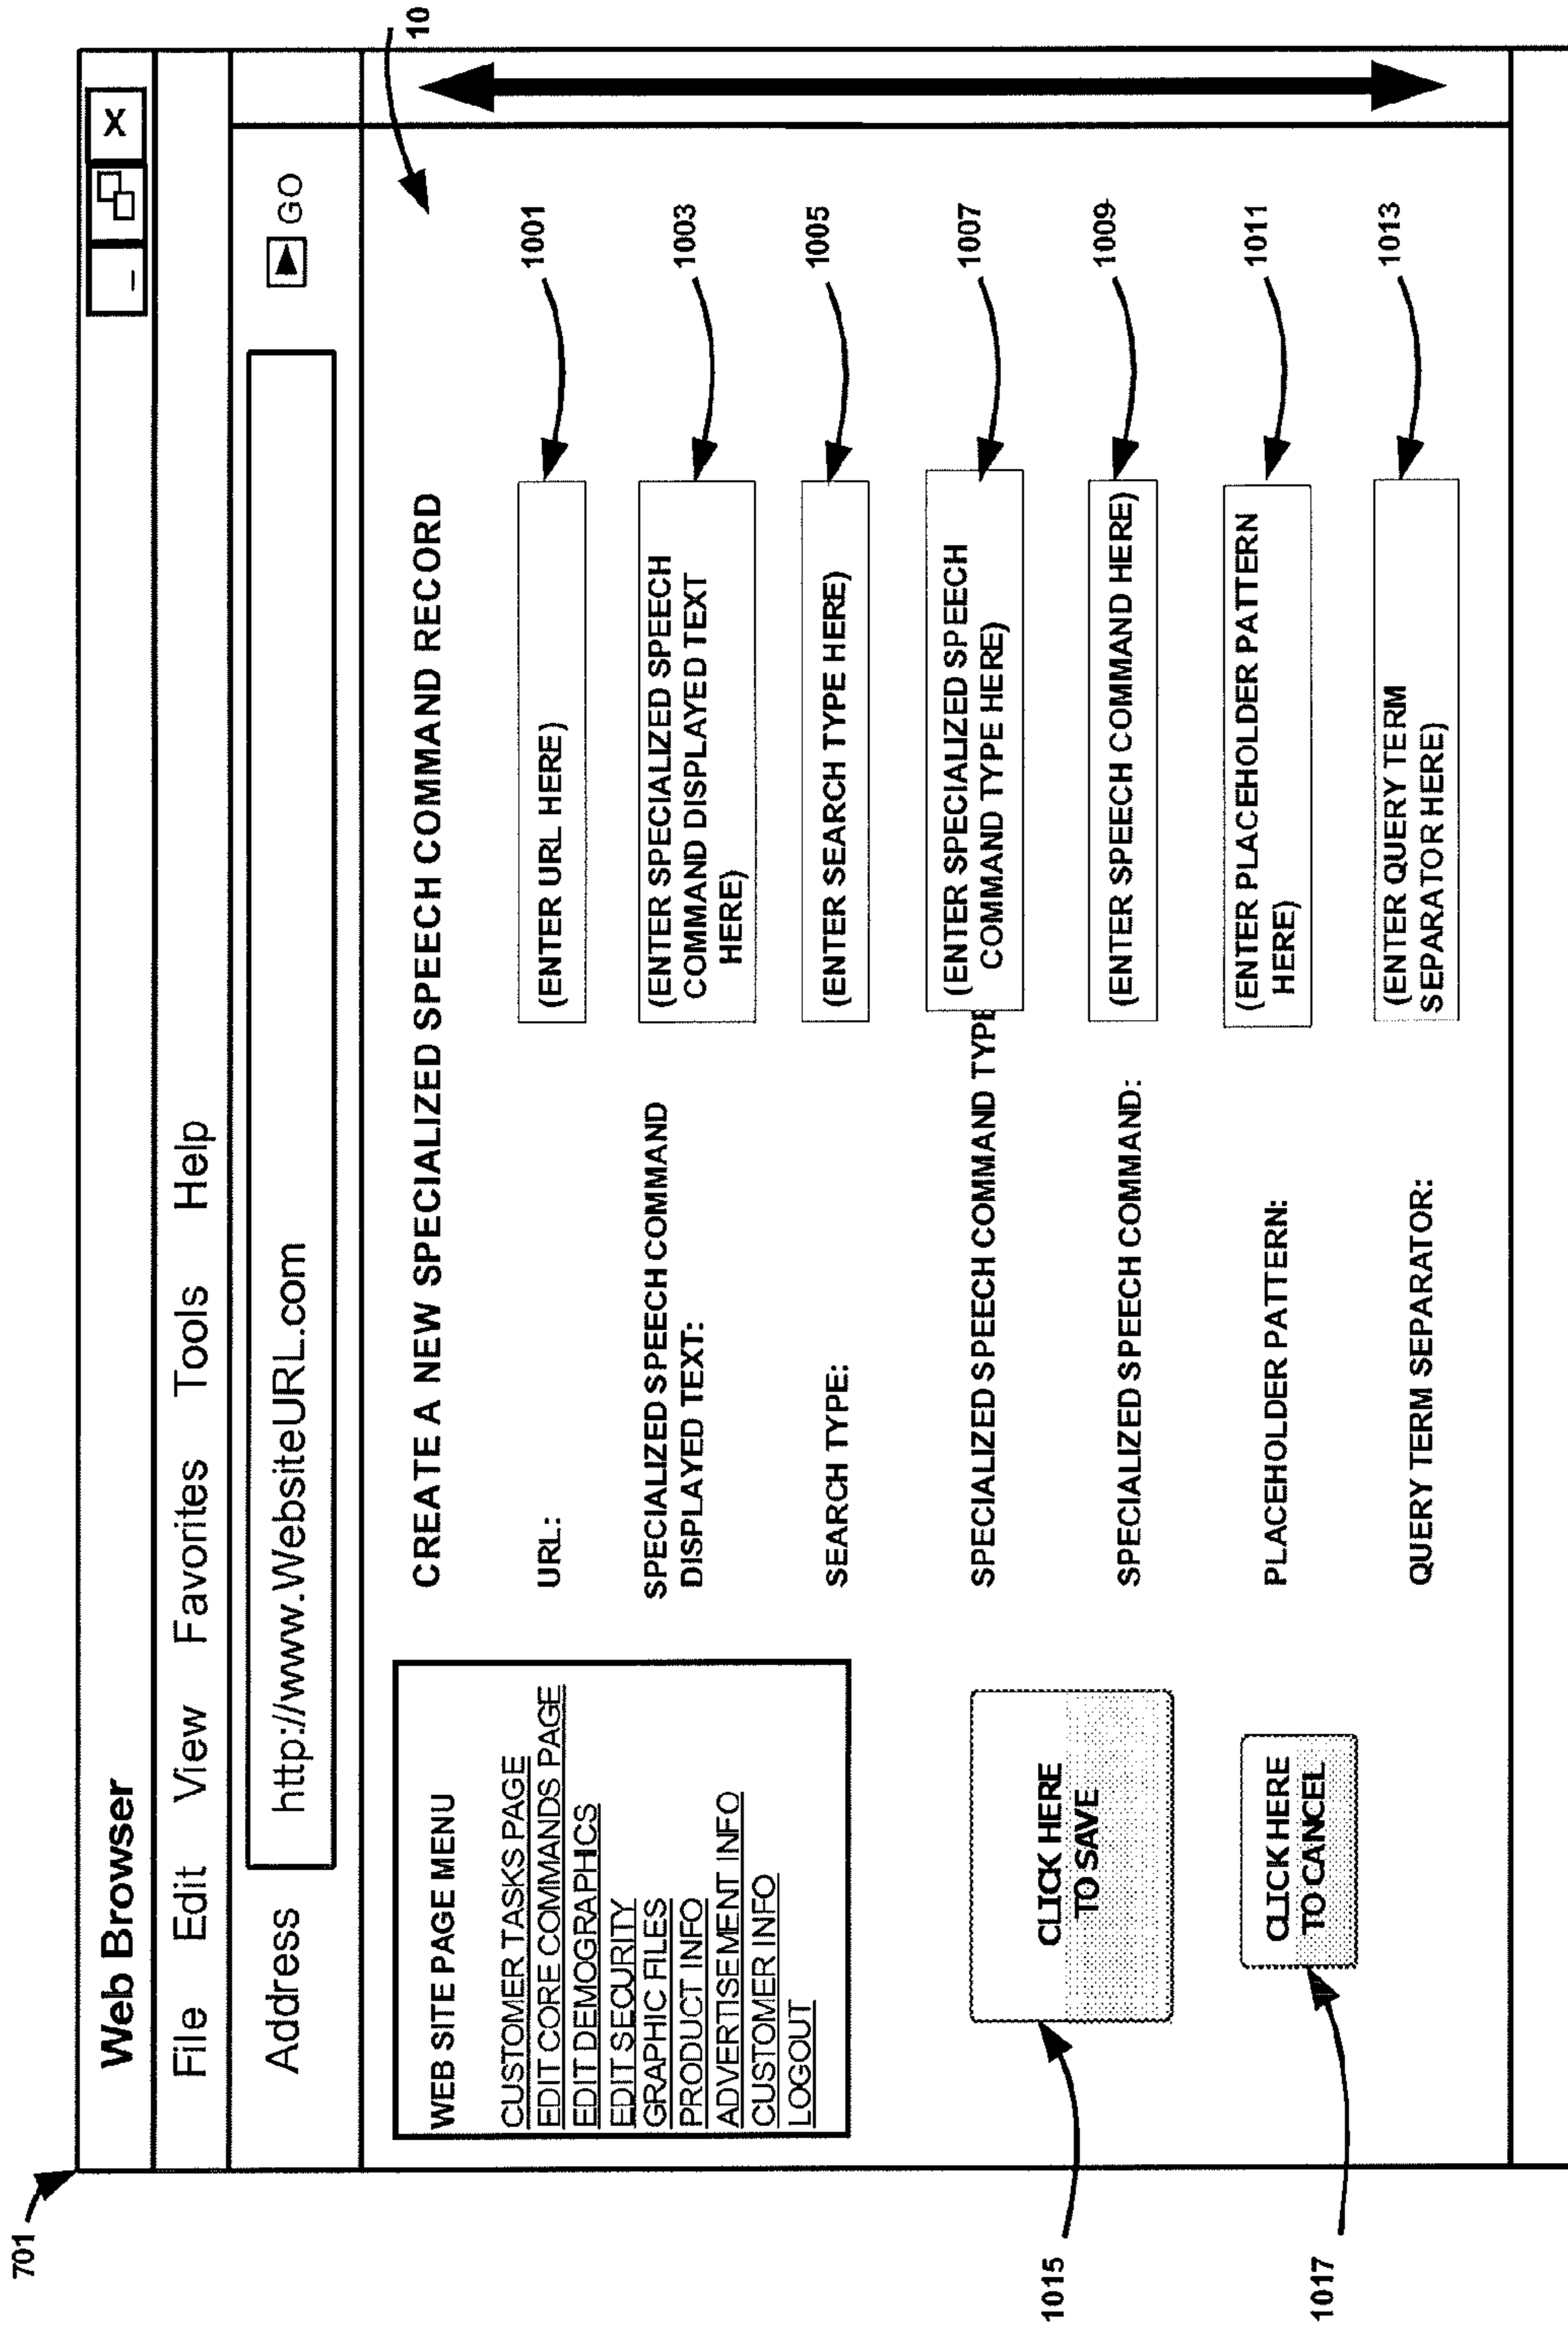 701
Web Browser
_
X
File Edit View Favorites Tools Help
Address
http://www.WebsiteURL.com
GO
10
CREATE A NEW SPECIALIZED SPEECH COMMAND RECORD
WEB SITE PAGE MENU
CUSTOMER TASKS PAGE
EDIT CORE COMMANDS PAGE
EDIT DEMOGRAPHICS
EDIT SECURITY
GRAPHIC FILES
PRODUCT INFO
ADVERTISEMENT INFO
CUSTOMER INFO
LOGOUT
URL:
(ENTER URL HERE)
1001
SPECIALIZED SPEECH COMMAND
DISPLAYED TEXT:
(ENTER SPECIALIZED SPEECH
COMMAND DISPLAYED TEXT
HERE)
1003
SEARCH TYPE:
(ENTER SEARCH TYPE HERE)
1005
SPECIALIZED SPEECH COMMAND TYPE
(ENTER SPECIALIZED SPEECH
COMMAND TYPE HERE)
1007
SPECIALIZED SPEECH COMMAND:
(ENTER SPEECH COMMAND HERE)
1009
PLACEHOLDER PATTERN:
(ENTER PLACEHOLDER PATTERN
HERE)
1011
QUERY TERM SEPARATOR:
(ENTER QUERY TERM
SEPARATOR HERE)
1013
CLICK HERE
TO SAVE
1015
CLICK HERE
TO CANCEL
1017